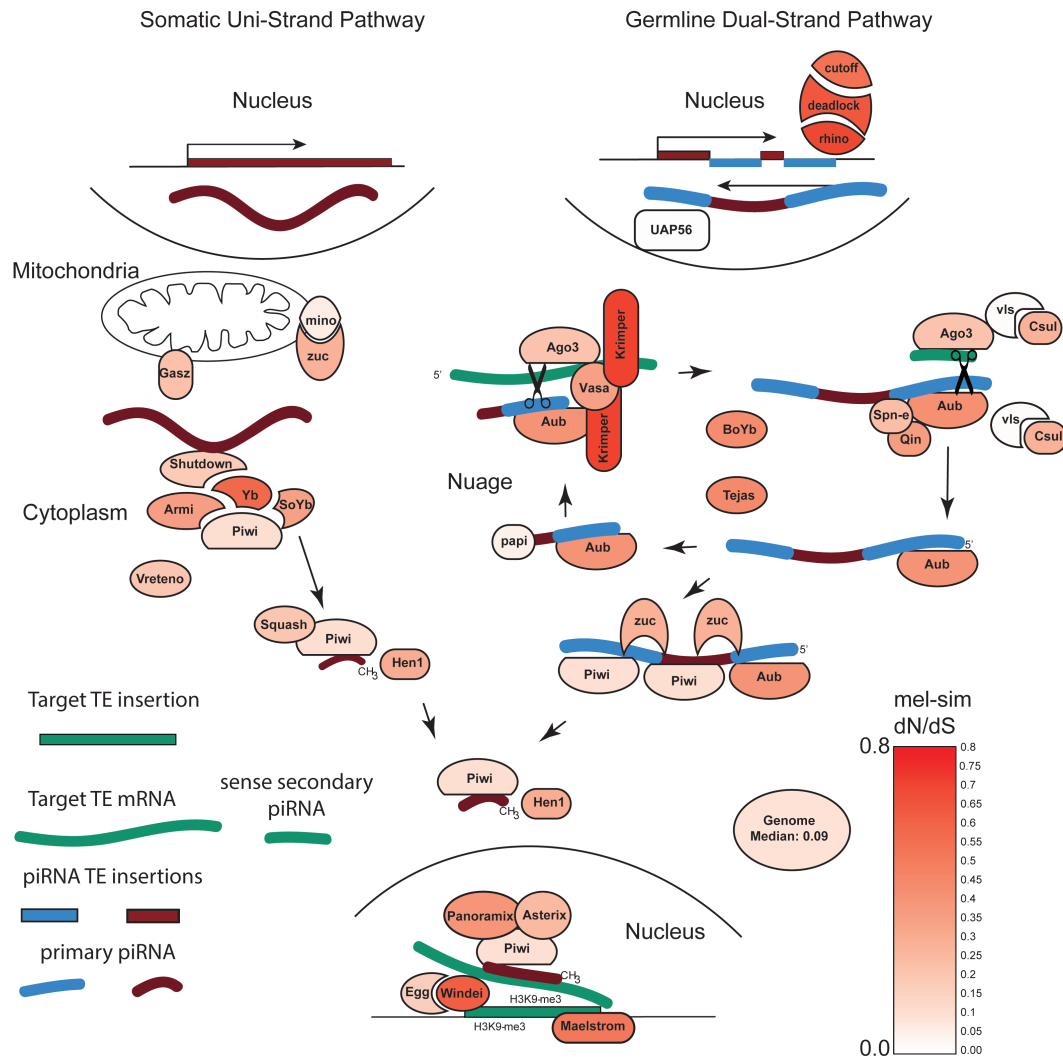 Somatic Uni-Strand Pathway
Germline Dual-Strand Pathway
Nucleus
Nucleus
cutoff
deadlock
rhino
UAP56
Mitochondria
mino
zuc
Gasz
Ago3
Krimper
5'
Vasa
Aub
Krimper
vls
Csul
Ago3
Aub
Spn-e
Qin
vls
Csul
BoYb
Tejas
Nuage
Shutdown
Yb
SoYb
Armi
Piwi
Cytoplasm
Vreteno
papi
Aub
5'
Aub
Squash
Piwi
CH3
Hen1
zuc
zuc
5'
Piwi
Piwi
Aub
Target TE insertion
Target TE mRNA
sense secondary
piRNA
piRNA TE insertions
primary piRNA
Piwi
CH3
Hen1
Genome
Median: 0.09
mel-sim
dN/dS
0.8
0.0
0.8
0.75
0.7
0.65
0.6
0.55
0.5
0.45
0.4
0.35
0.3
0.25
0.2
0.15
0.1
0.05
0.00
Nucleus
Panoramix
Asterix
Piwi
CH3
Egg
Windei
H3K9-me3
H3K9-me3
Maelstrom